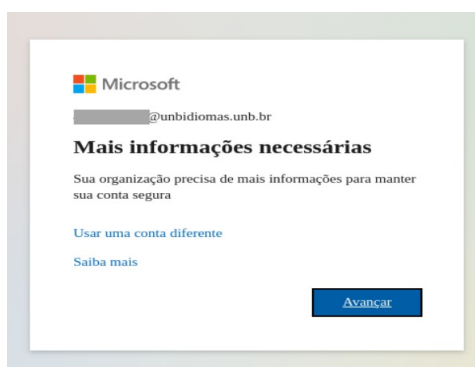 Microsoft
@unbidiomas.unb.br
Mais informações necessárias
Sua organização precisa de mais informações para manter
sua conta segura
Usar uma conta diferente
Saiba mais
Avançar